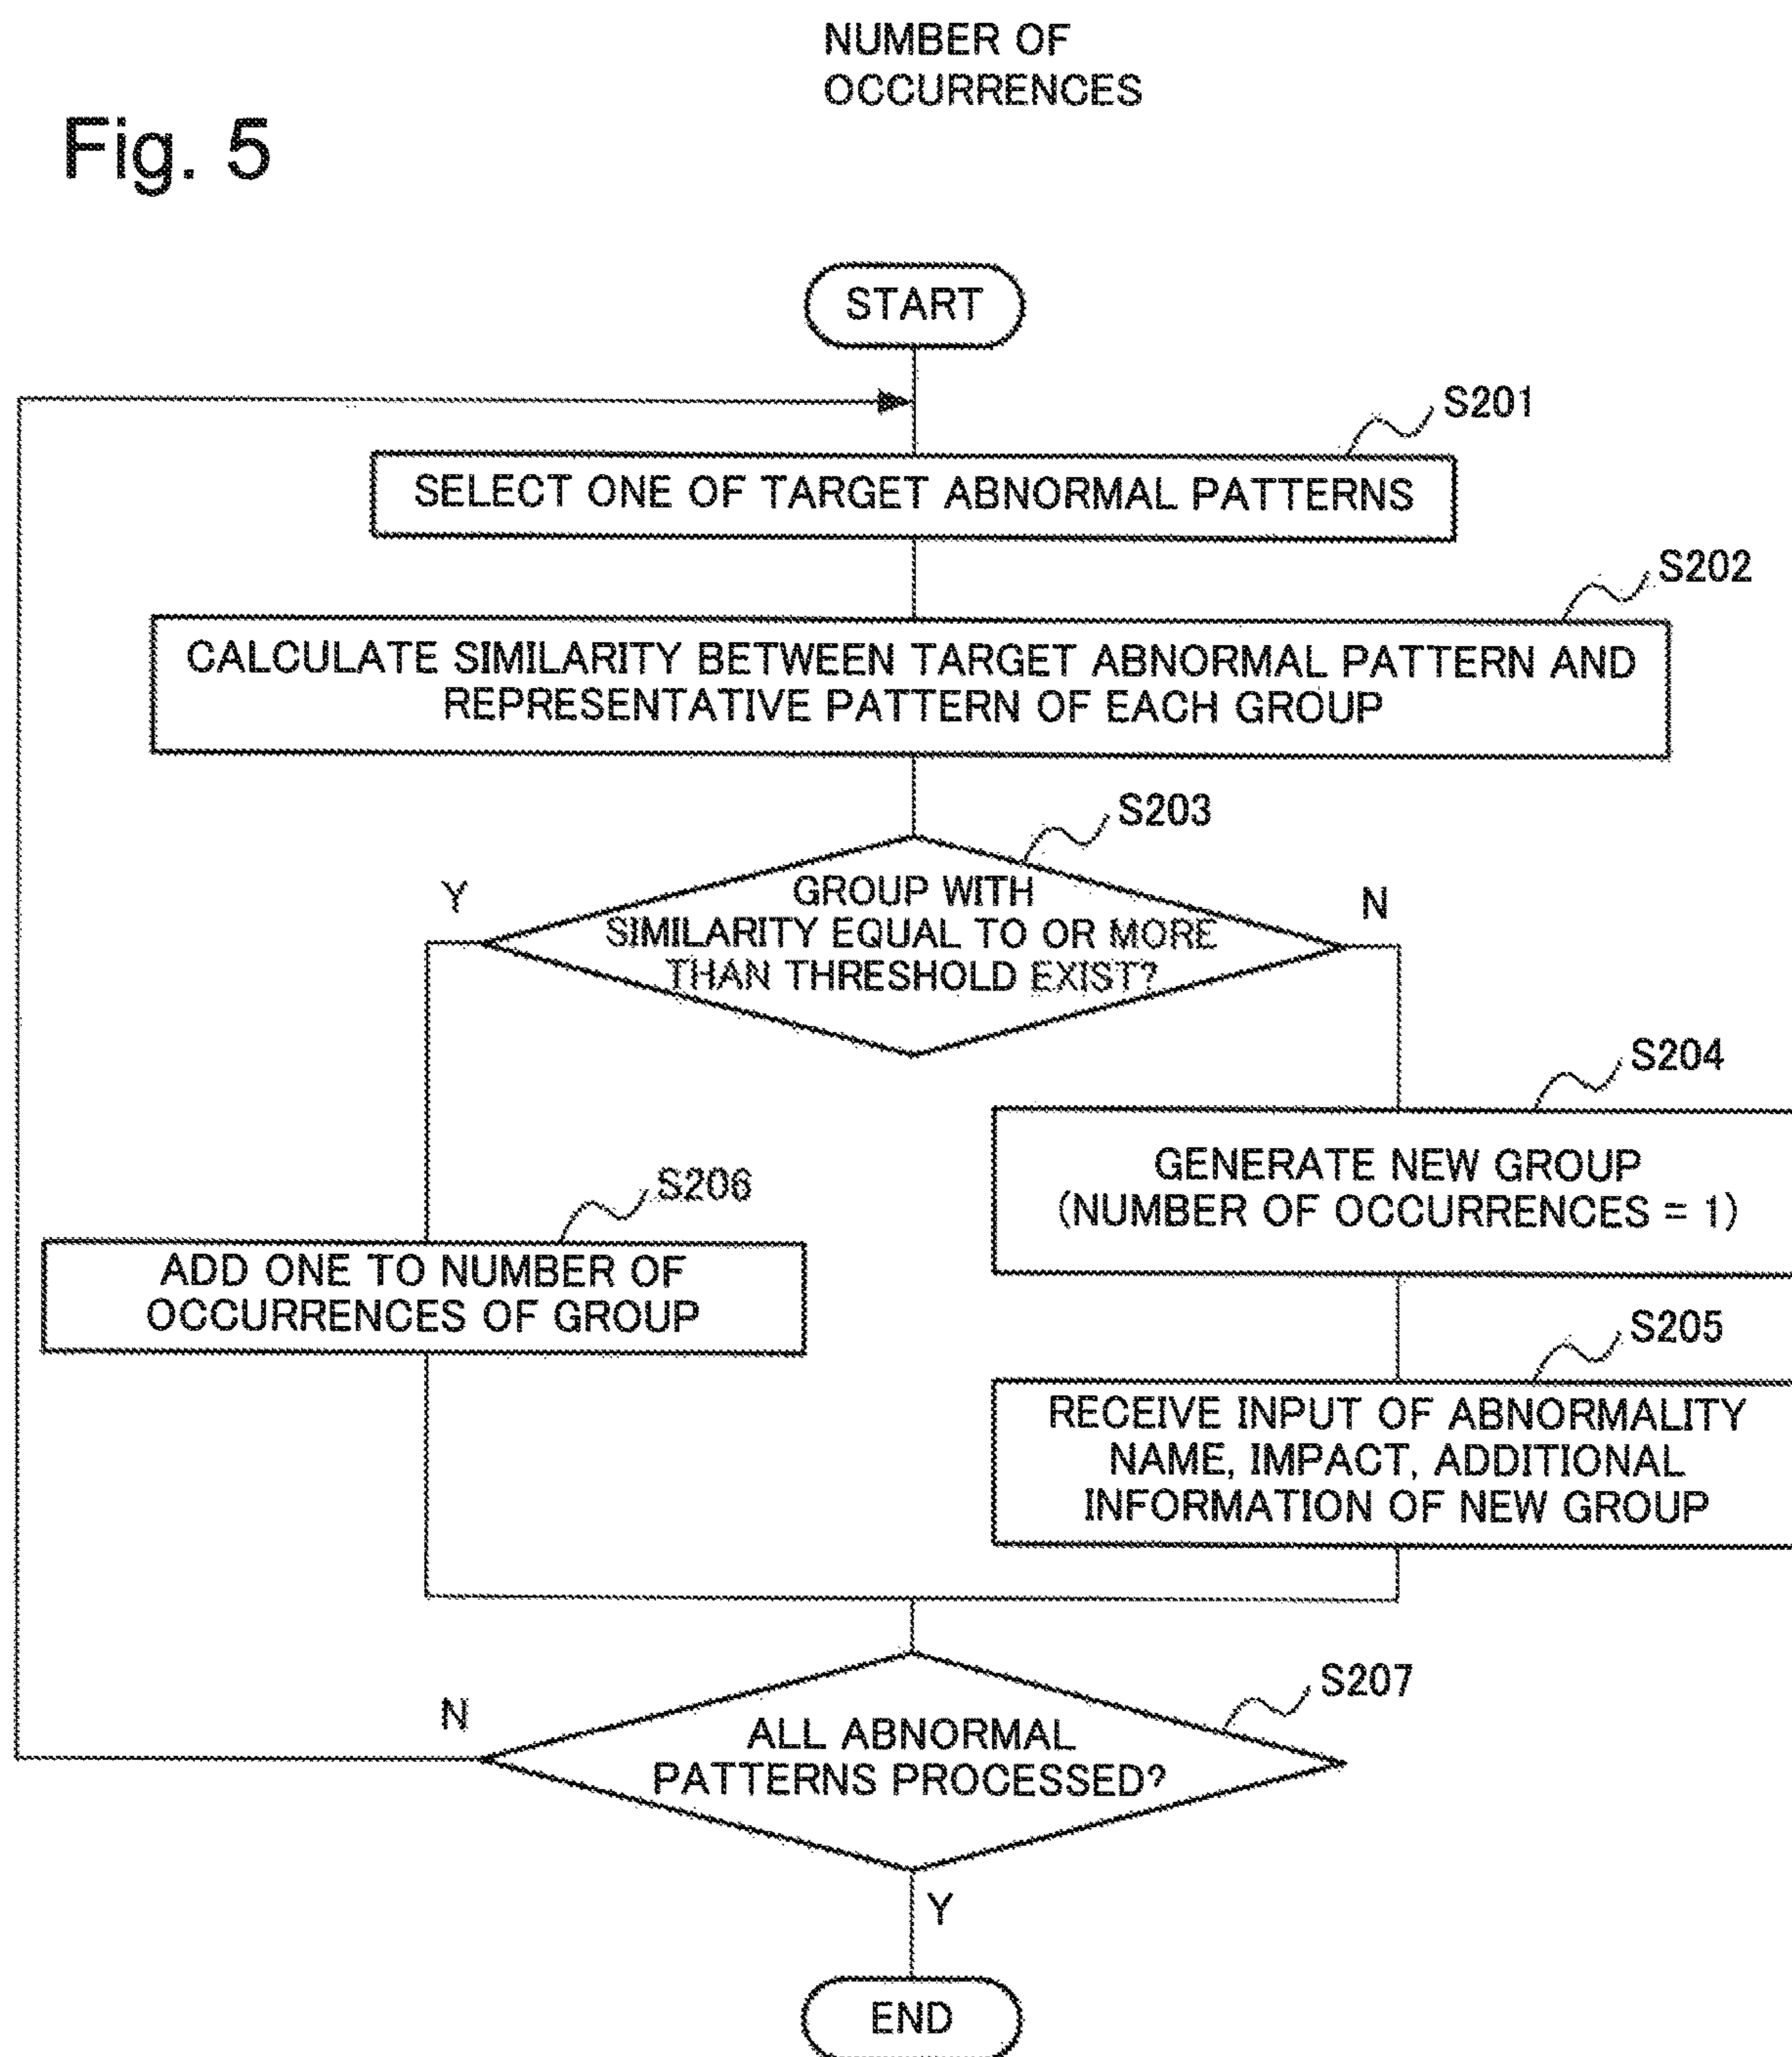 NUMBER OF
OCCURRENCES
Fig. 5
START
S201
SELECT ONE OF TARGET ABNORMAL PATTERNS
S202
CALCULATE SIMILARITY BETWEEN TARGET ABNORMAL PATTERN AND
REPRESENTATIVE PATTERN OF EACH GROUP
S203
Y
N
GROUP WITH
SIMILARITY EQUAL TO OR MORE
THAN THRESHOLD EXIST?
S204
GENERATE NEW GROUP
(NUMBER OF OCCURRENCES = 1)
S206
ADD ONE TO NUMBER OF
OCCURRENCES OF GROUP
S205
RECEIVE INPUT OF ABNORMALITY
NAME, IMPACT, ADDITIONAL
INFORMATION OF NEW GROUP
S207
N
ALL ABNORMAL
PATTERNS PROCESSED?
Y
END